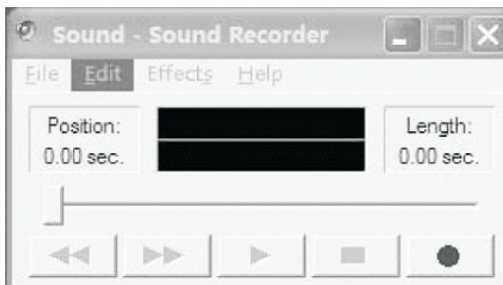 Sound - Sound Recorder
File Edit Effects Help
Position:
0.00 sec.
Length:
0.00 sec.